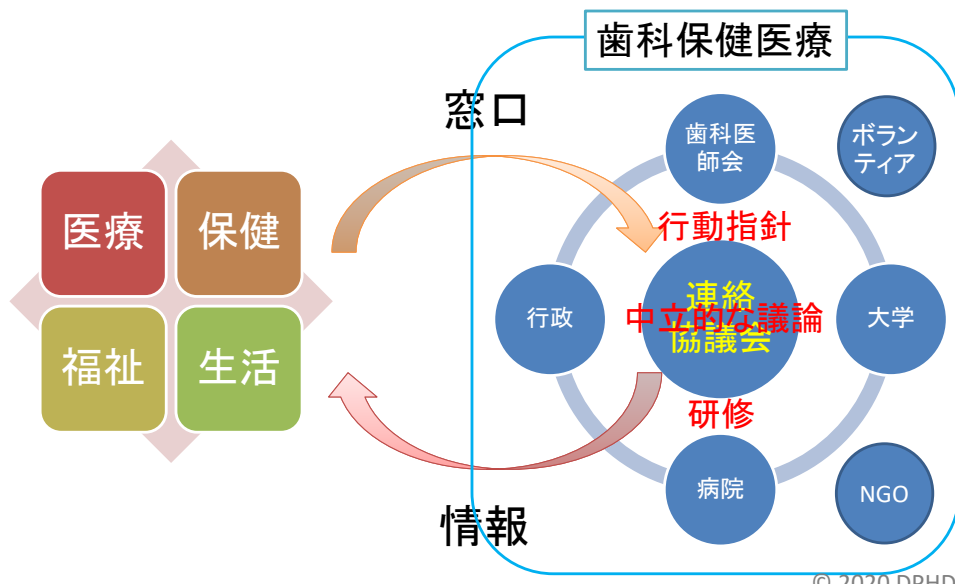 歯科保健医療
窓口
歯科医
師会
ボラン
ティア
医療
保健
行動指針
行政
連絡
中立的な議論
協議会
大学
福祉
生活
研修
病院
NGO
情報
© 2020 DPHD